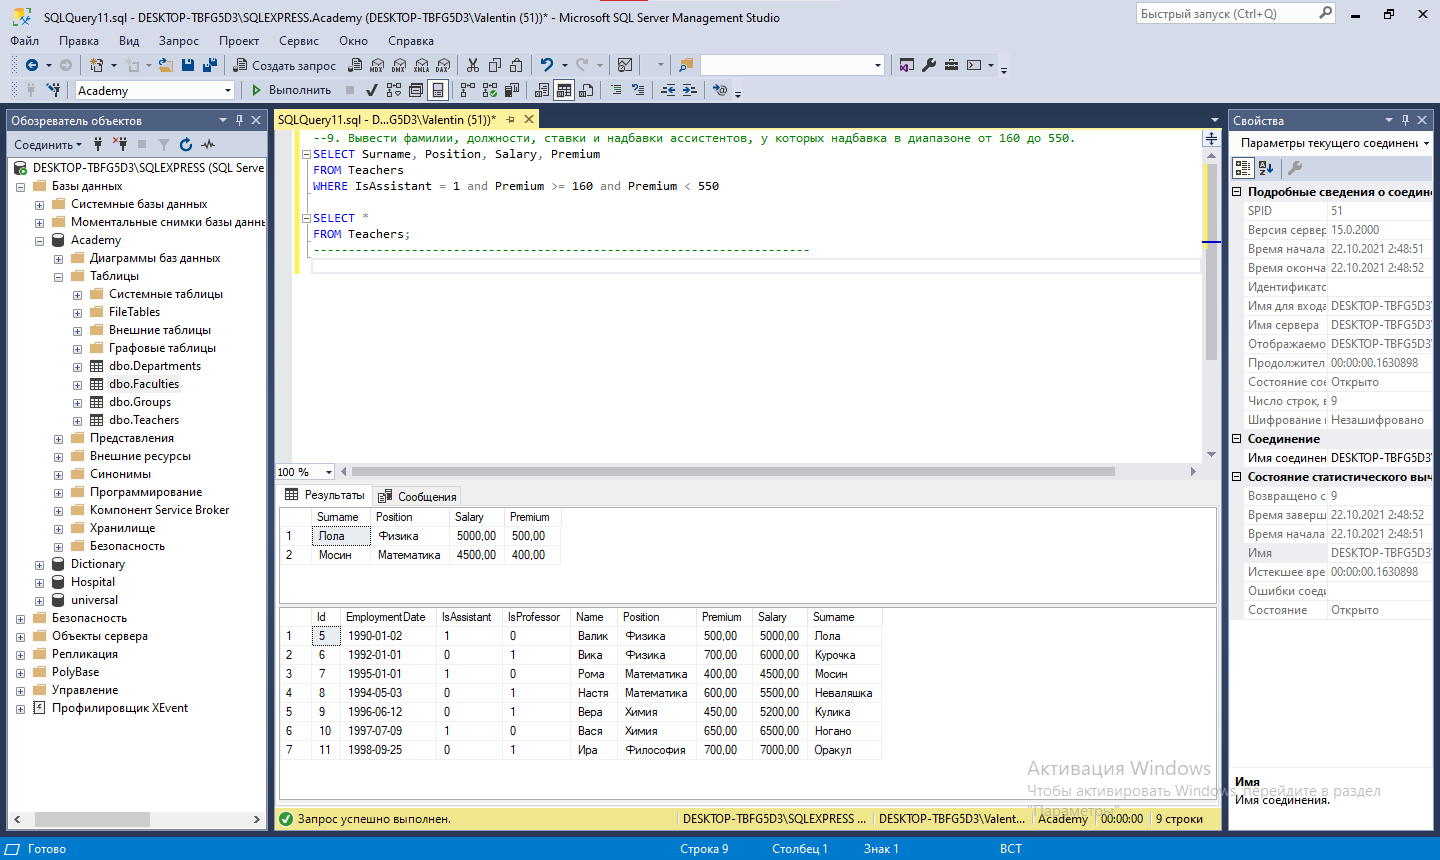 SQLQuery11.sql - DESKTOP-TBFG5D3\SQLEXPRESS.Academy (DESKTOP-TBFG5D3\Valentin (51))* - Microsoft SQL Server Management Studio
Быстрый запуск (Ctrl+Q)
Файл Правка Вид Запрос Проект Сервис Окно Справка
Создать запрос MDX DMX XMLA DAX
Academy Выполнить
Обозреватель объектов
Соединить
DESKTOP-TBFG5D3\SQLEXPRESS (SQL Serve
Базы данных
Системные базы данных
Моментальные снимки базы данны
Academy
Диаграммы баз данных
Таблицы
Системные таблицы
FileTables
Внешние таблицы
Графовые таблицы
dbo.Departments
dbo.Faculties
dbo.Groups
dbo.Teachers
Представления
Внешние ресурсы
Синонимы
Программирование
Компонент Service Broker
Хранилище
Безопасность
Dictionary
Hospital
universal
Безопасность
Объекты сервера
Репликация
PolyBase
Управление
Профилировщик XEvent
SQLQuery11.sql - D...G5D3\Valentin (51))*
--9. Вывести фамилии, должности, ставки и надбавки ассистентов, у которых надбавка в диапазоне от 160 до 550.
SELECT Surname, Position, Salary, Premium
FROM Teachers
WHERE IsAssistant = 1 and Premium >= 160 and Premium < 550
SELECT *
FROM Teachers;
-----------------------------------------------------------------------
100 %
Результаты Сообщения
Surname Position Salary Premium
1 Лола Физика 5000,00 500,00
2 Мосин Математика 4500,00 400,00
Id EmploymentDate IsAssistant IsProfessor Name Position Premium Salary Surname
1 5 1990-01-02 1 0 Валик Физика 500,00 5000,00 Лола
2 6 1992-01-01 0 1 Вика Физика 700,00 6000,00 Курочка
3 7 1995-01-01 1 0 Рома Математика 400,00 4500,00 Мосин
4 8 1994-05-03 0 1 Настя Математика 600,00 5500,00 Неваляшка
5 9 1996-06-12 0 1 Вера Химия 450,00 5200,00 Кулика
6 10 1997-07-09 1 0 Вася Химия 650,00 6500,00 Ногано
7 11 1998-09-25 0 1 Ира Философия 700,00 7000,00 Оракул
Запрос успешно выполнен. DESKTOP-TBFG5D3\SQLEXPRESS ... DESKTOP-TBFG5D3\Valent... Academy 00:00:00 9 строки
Свойства
Параметры текущего соединени
Подробные сведения о соедин
SPID 51
Версия сервер 15.0.2000
Время начала 22.10.2021 2:48:51
Время оконча 22.10.2021 2:48:52
Идентификатс
Имя для входа DESKTOP-TBFG5D3\
Имя сервера DESKTOP-TBFG5D3\
Отображаемо DESKTOP-TBFG5D3\
Продолжител 00:00:00.1630898
Состояние сое Открыто
Число строк, в 9
Шифрование Незашифровано
Соединение
Имя соединен DESKTOP-TBFG5D3\
Состояние статистического выч
Возвращено с 9
Время заверш 22.10.2021 2:48:52
Время начала 22.10.2021 2:48:51
Имя DESKTOP-TBFG5D3\
Истекшее вре 00:00:00.1630898
Ошибки соеди
Состояние Открыто
Имя
Имя соединения.
Активация Windows
Чтобы активировать Windows, перейдите в раздел
"Параметры".
Готово Строка 9 Столбец 1 Знак 1 ВСТ